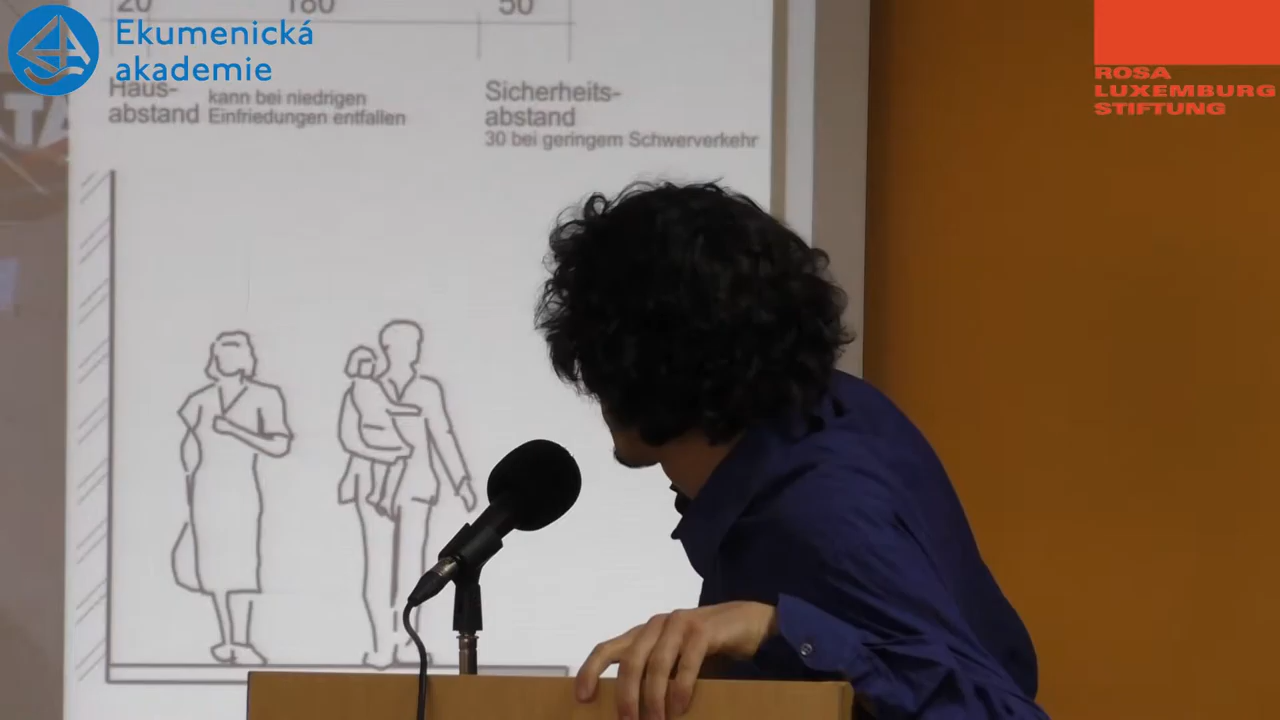 20 180 50
Ekumenická
akademie
ROSA
LUXEMBURG
STIFTUNG
Haus-
abstand
kann bei niedrigen
Einfriedungen entfallen
Sicherheits-
abstand
30 bei geringem Schwerverkehr